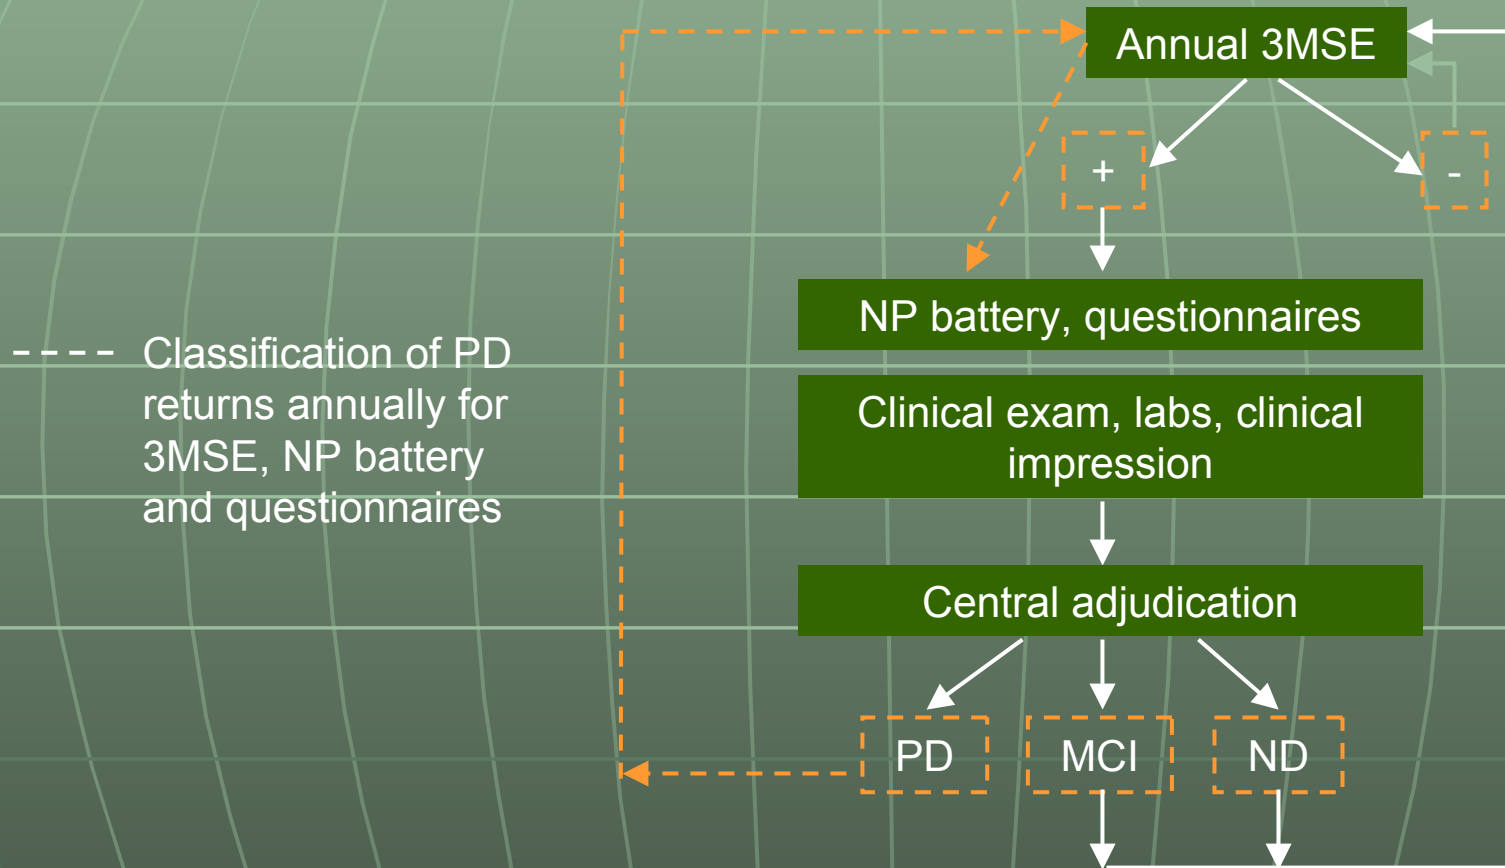 Annual 3MSE
+
-
NP battery, questionnaires
Classification of PD
returns annually for
3MSE, NP battery
and questionnaires
Clinical exam, labs, clinical
impression
Central adjudication
PD
MCI
ND